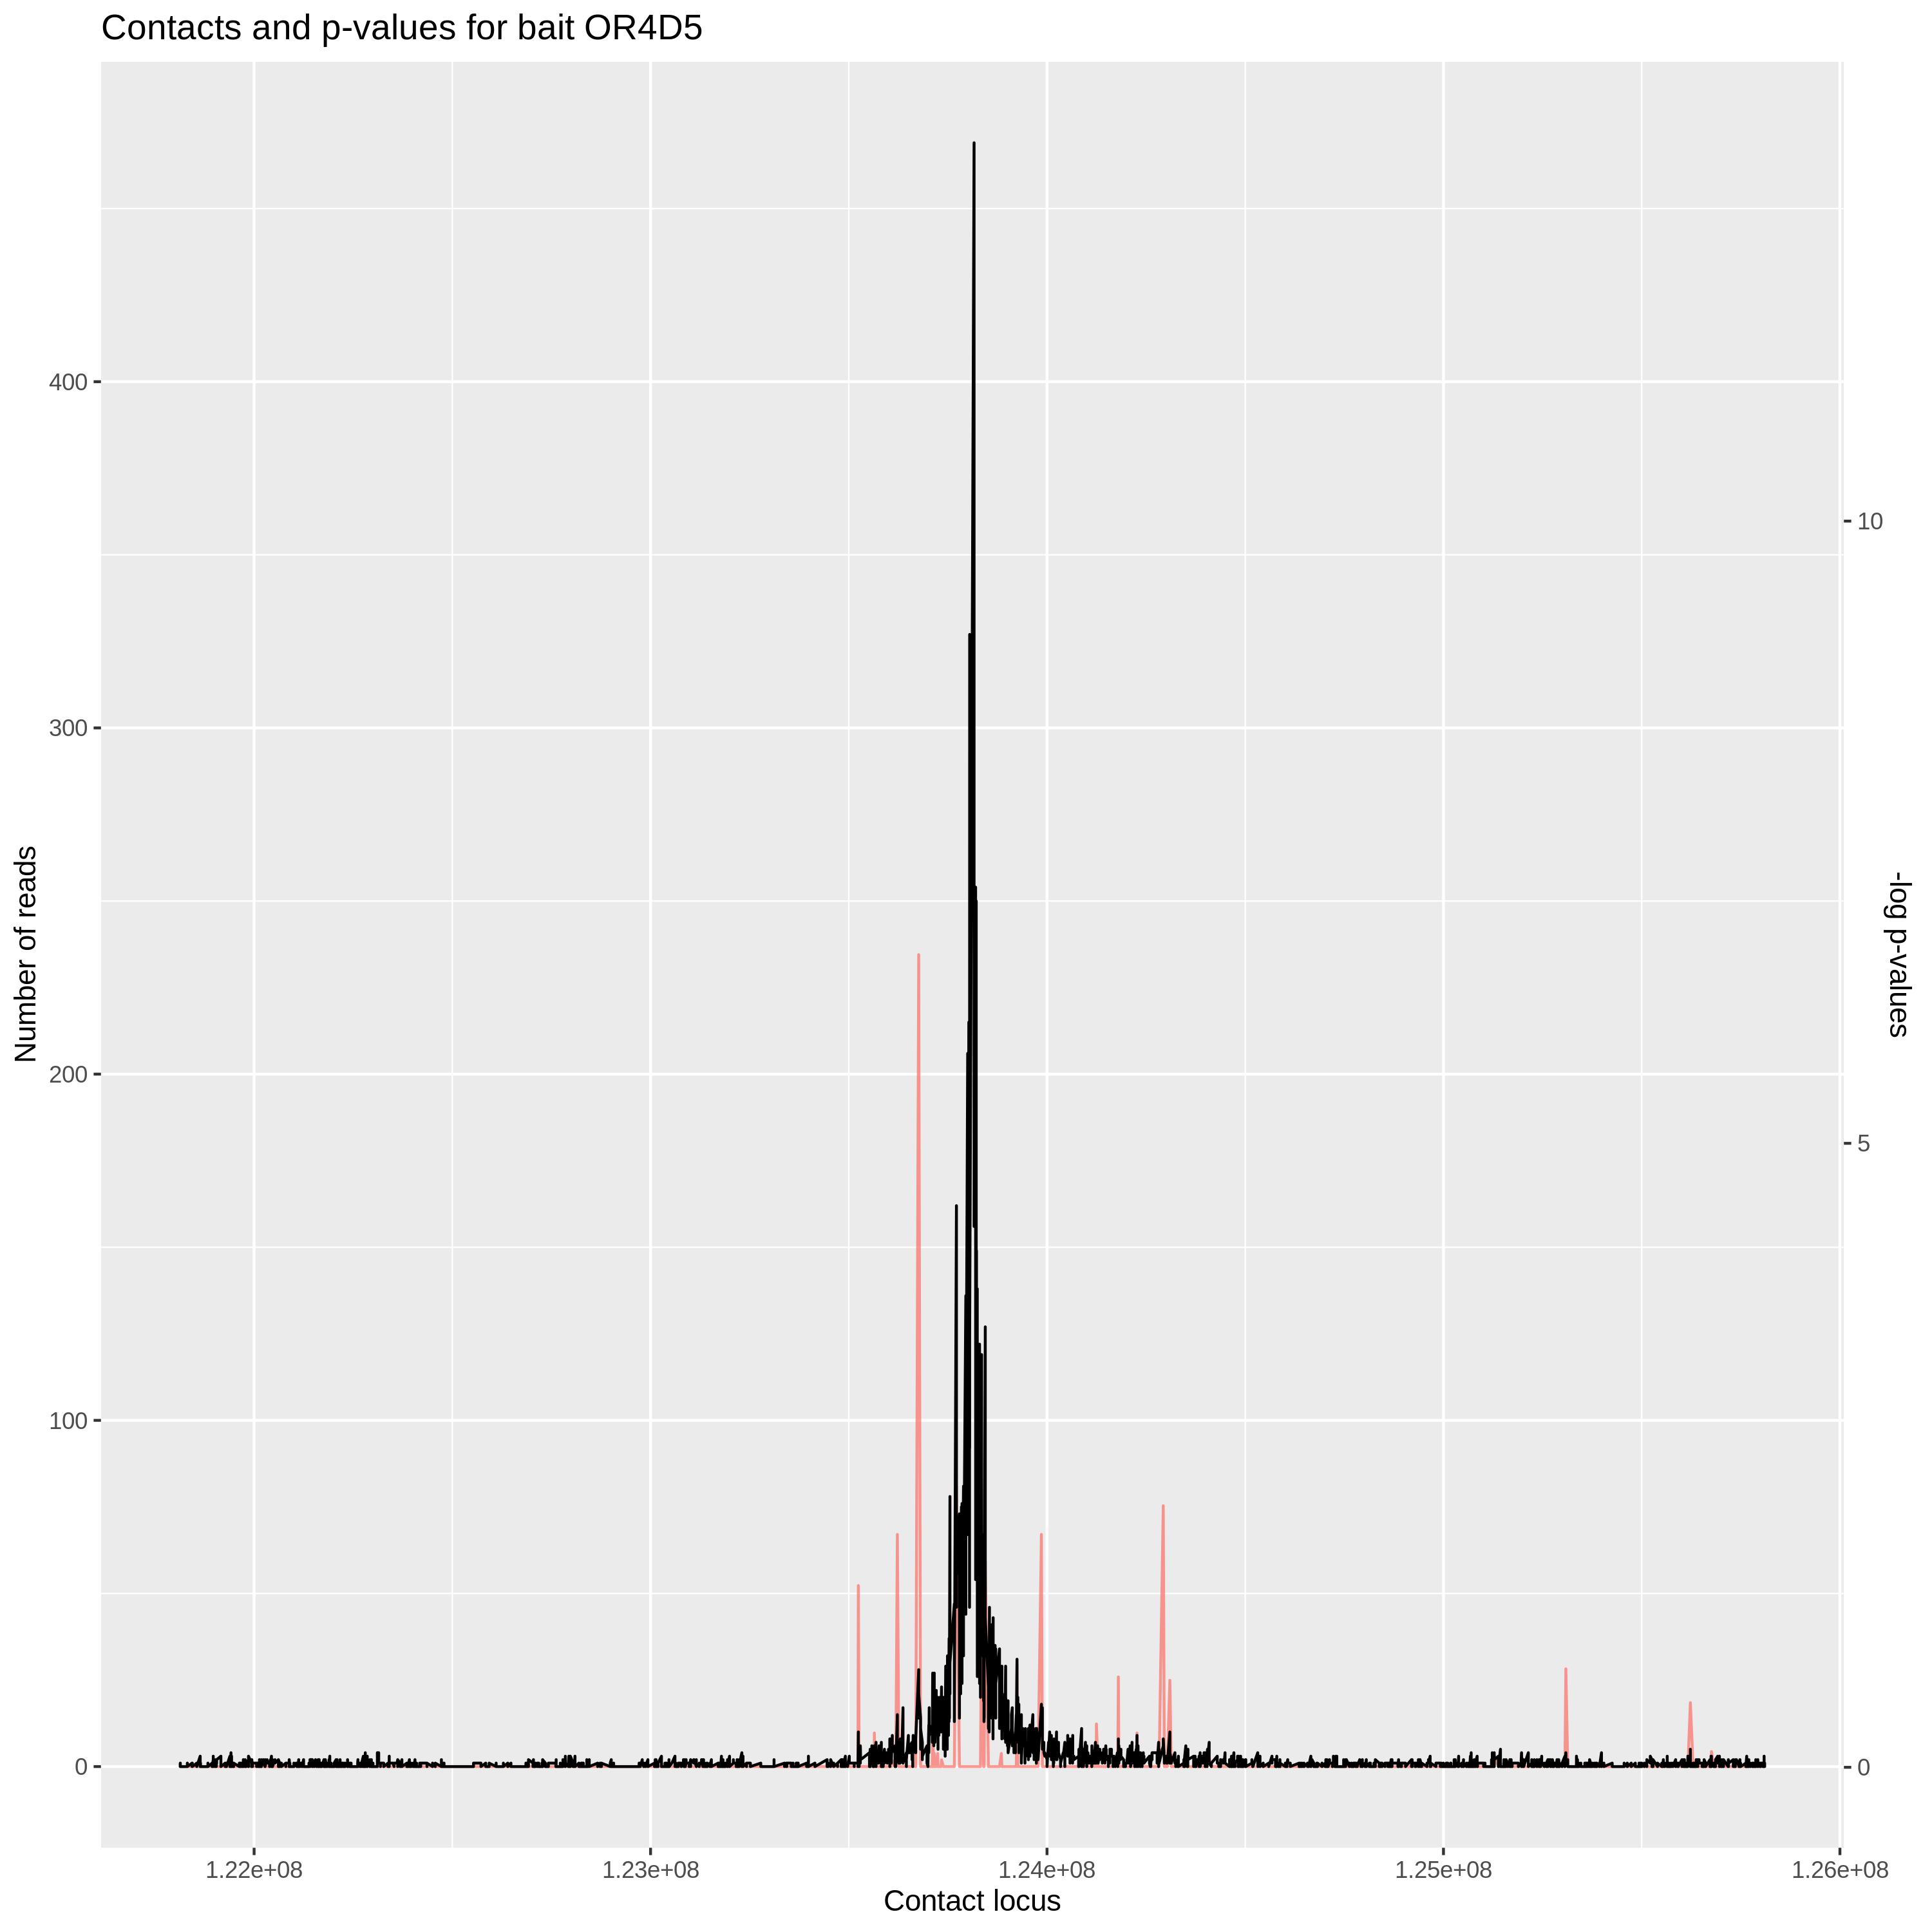 Contacts and p-values for bait OR4D5
Number of reads
400
300
200
100
0
10
5
0
-log p-values
1.22e+08
1.23e+08
1.24e+08
1.25e+08
1.26e+08
Contact locus